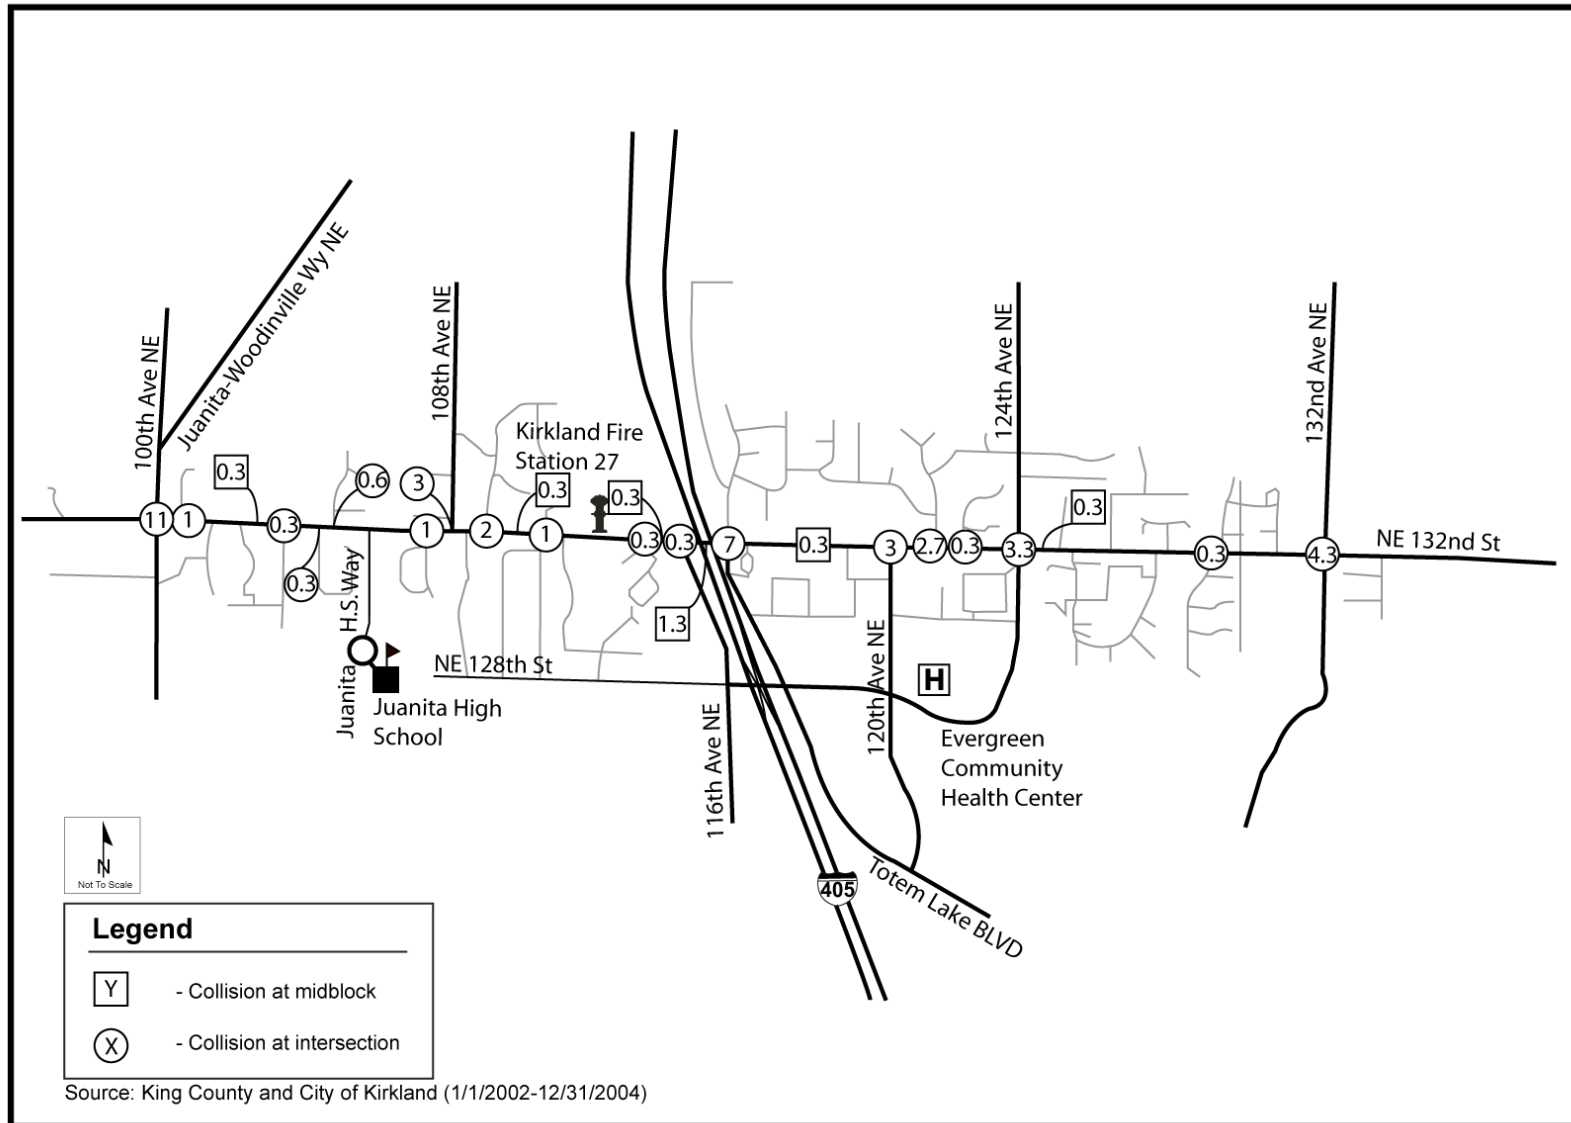 Juanita-Woodinville Wy NE
100th Ave NE
108th Ave NE
124th Ave NE
132nd Ave NE
Kirkland Fire
Station 27
0.3
0.6
3
0.3
0.3
0.3
11
1
0.3
1
2
1
0.3
0.3
7
0.3
3
2.7
0.3
3.3
0.3
4.3
NE 132nd St
0.3
1.3
Juanita H.S. Way
NE 128th St
H
Juanita High
School
116th Ave NE
120th Ave NE
Evergreen
Community
Health Center
405
Totem Lake BLVD
N
Not To Scale
Legend
Y - Collision at midblock
X - Collision at intersection
Source: King County and City of Kirkland (1/1/2002-12/31/2004)